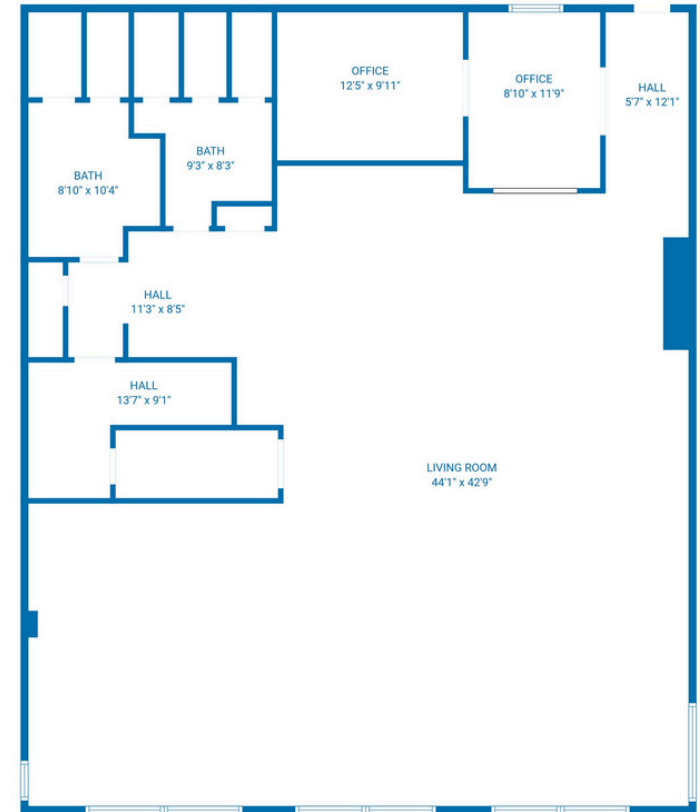 OFFICE
12'5" x 9'11"
OFFICE
8'10" x 11'9"
HALL
5'7" x 12'1"
BATH
9'3" x 8'3"
BATH
8'10" x 10'4"
HALL
11'3" x 8'5"
HALL
13'7" x 9'1"
LIVING ROOM
44'1" x 42'9"